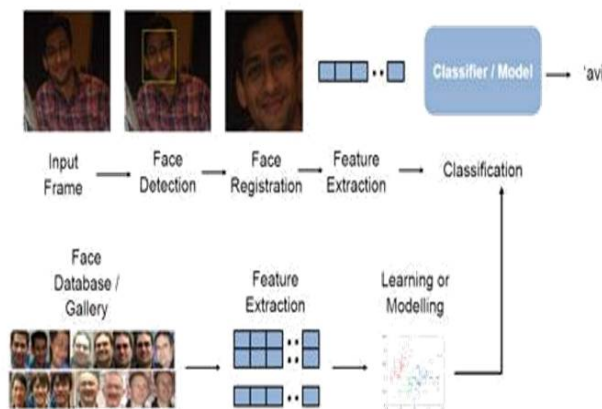 Classifier / Model
'avi
Input
Frame
Face
Detection
Face
Registration
Feature
Extraction
Classification
Face
Database /
Gallery
Feature
Extraction
Learning or
Modelling